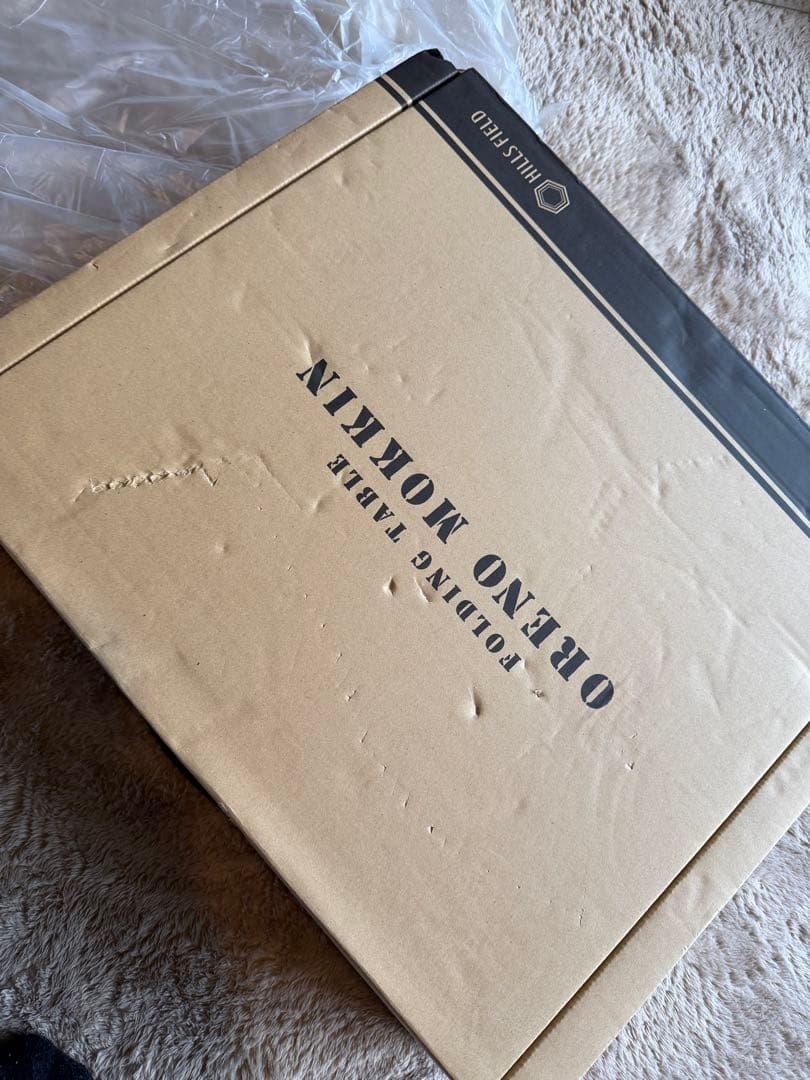 HILLS FIELD
ORENO MOKKIN
FOLDING TABLE